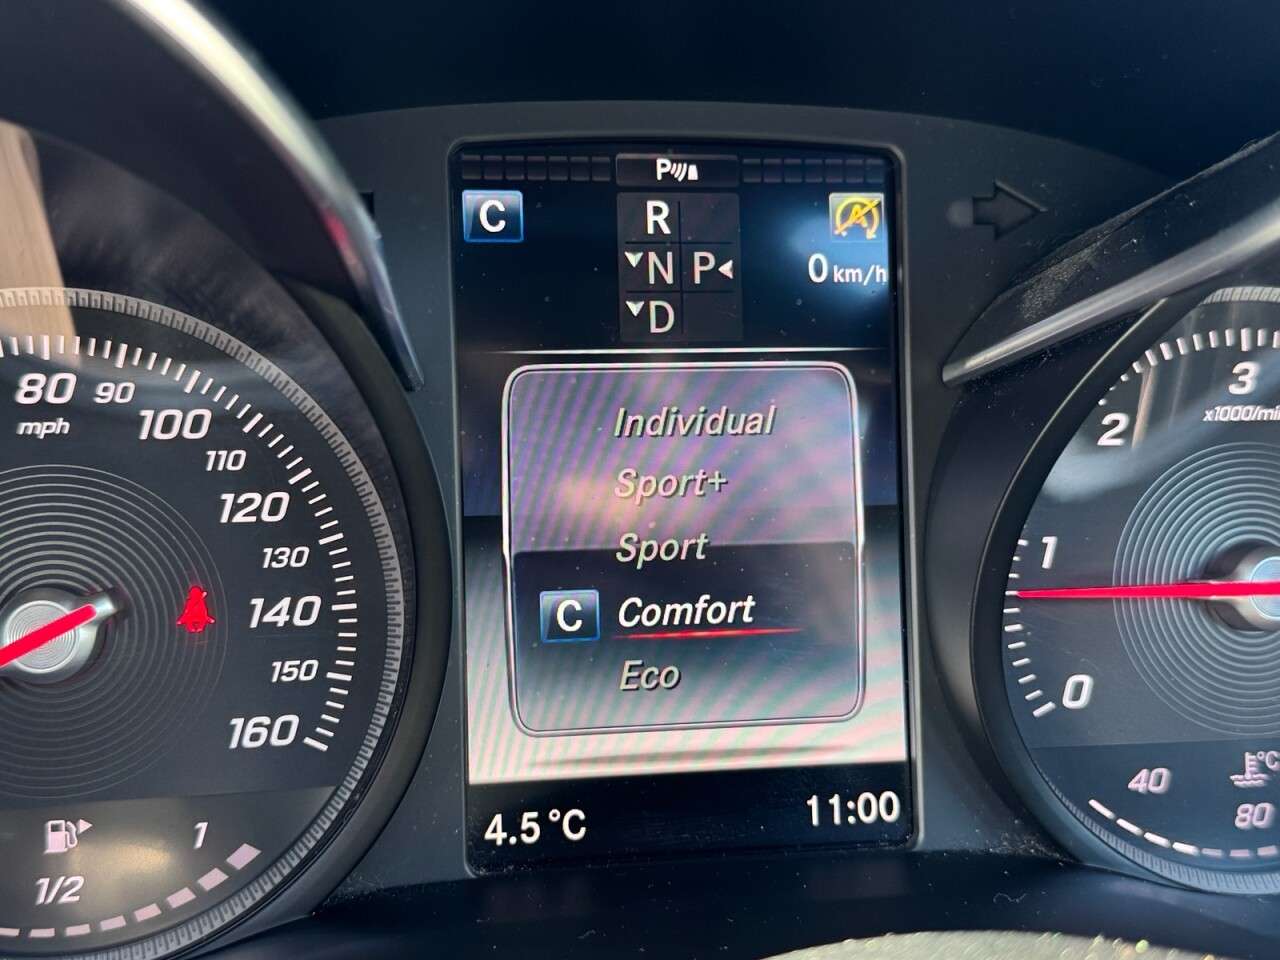 P
C
R
A
N P
0 km/h
D
80 90
mph
100
110
120
130
140
150
160
1
1/2
Individual
Sport+
Sport
C Comfort
Eco
4.5 °C
11:00
3
x1000/min
2
1
0
°C
40
80